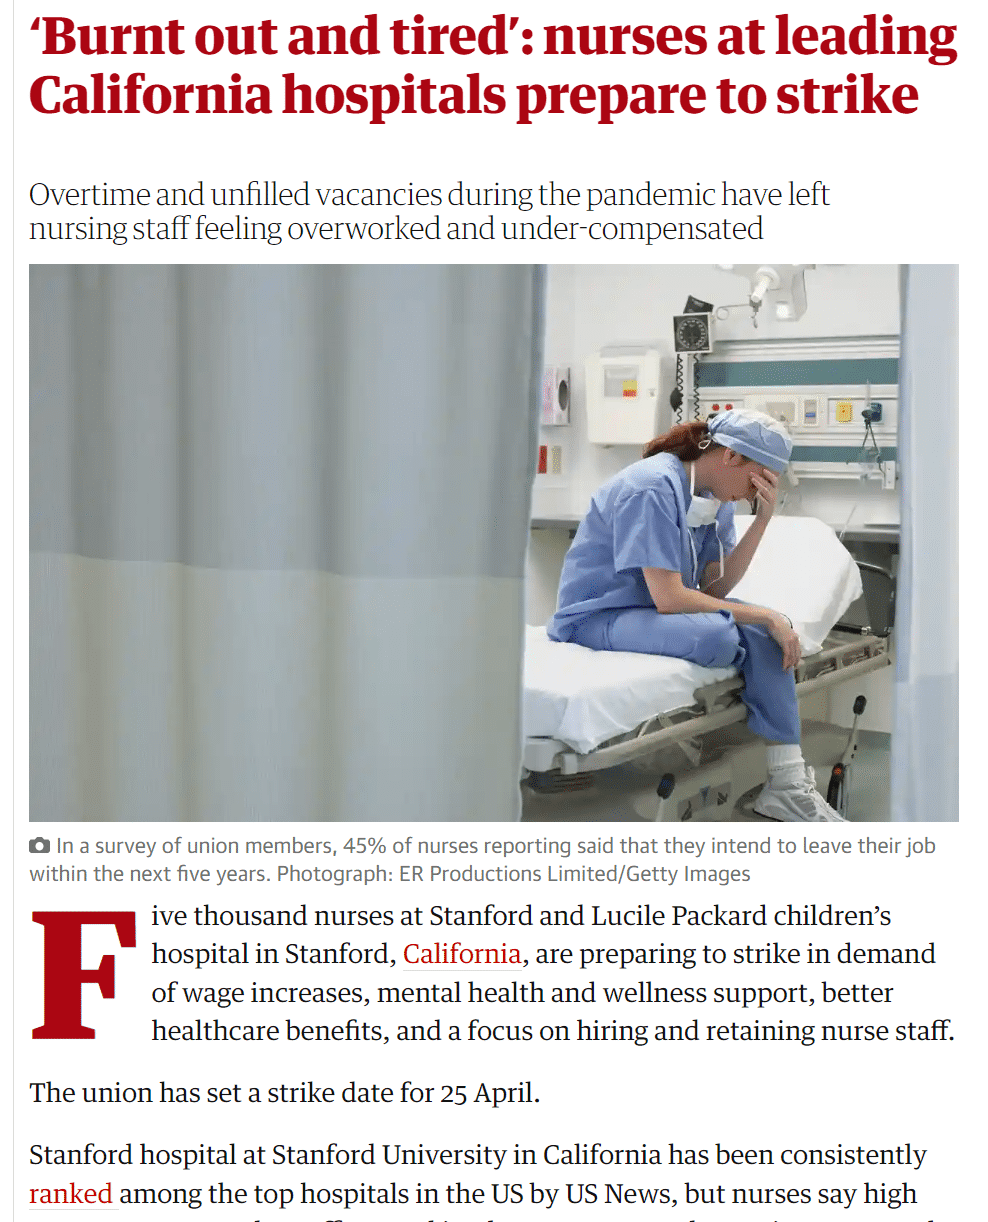 ‘Burnt out and tired’: nurses at leading
California hospitals prepare to strike
Overtime and unfilled vacancies during the pandemic have left
nursing staff feeling overworked and under-compensated
In a survey of union members, 45% of nurses reporting said that they intend to leave their job
within the next five years. Photograph: ER Productions Limited/Getty Images
Five thousand nurses at Stanford and Lucile Packard children’s
hospital in Stanford, California, are preparing to strike in demand
of wage increases, mental health and wellness support, better
healthcare benefits, and a focus on hiring and retaining nurse staff.
The union has set a strike date for 25 April.
Stanford hospital at Stanford University in California has been consistently
ranked among the top hospitals in the US by US News, but nurses say high